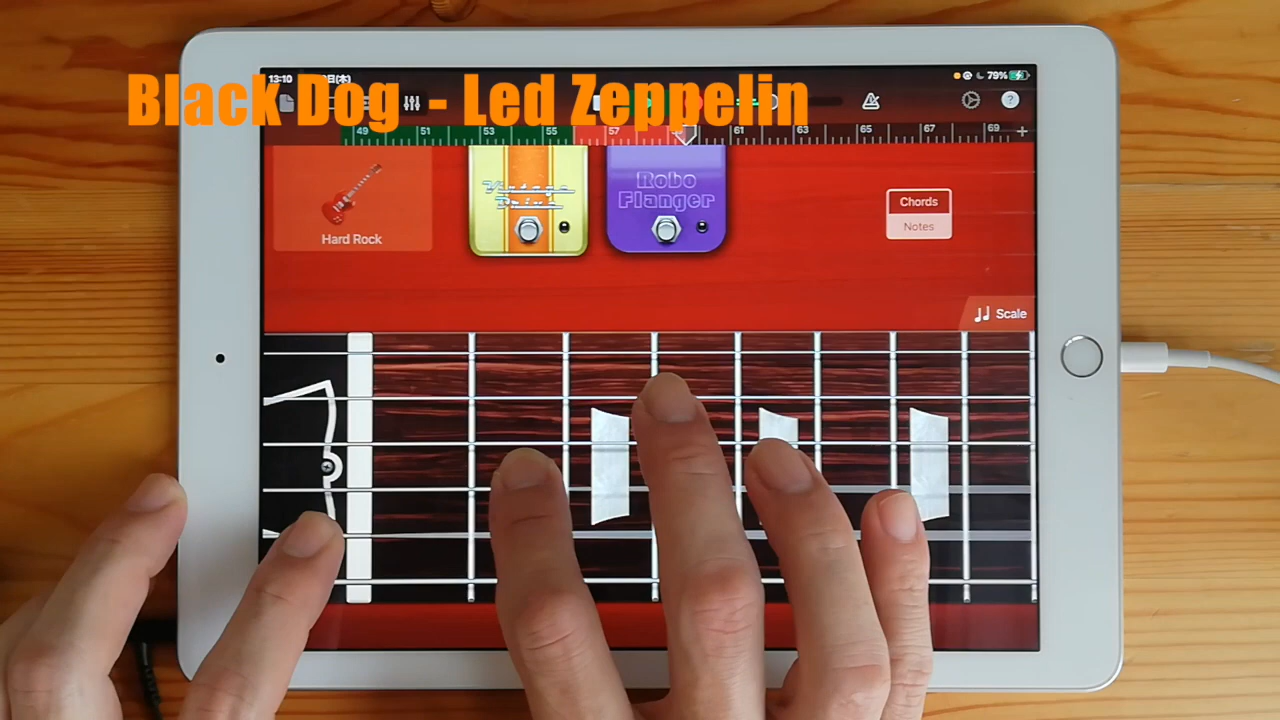 13:10
79%
Black Dog - Led Zeppelin
49 51 53 55 57 61 63 65 67 69 +
?
Robo
Flanger
Chords
Notes
Hard Rock
Scale